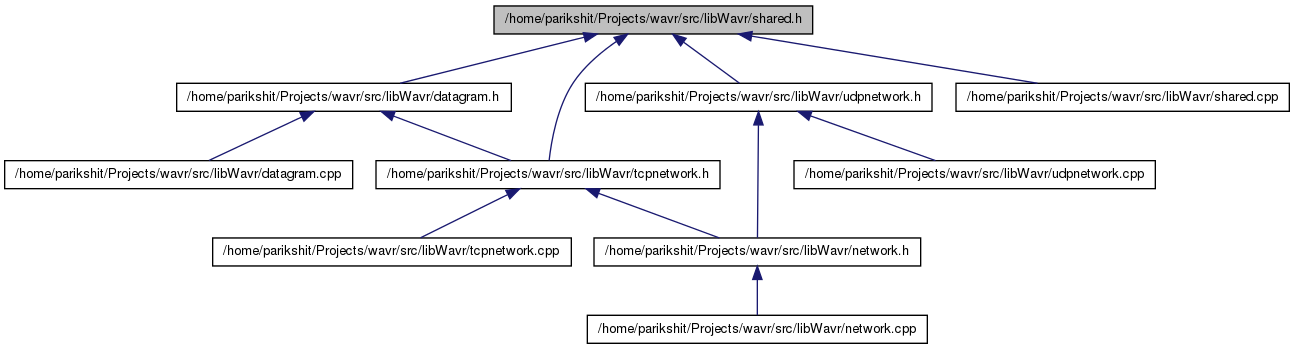 /home/parikshit/Projects/wavr/src/libWavr/shared.h
/home/parikshit/Projects/wavr/src/libWavr/datagram.h
/home/parikshit/Projects/wavr/src/libWavr/udpnetwork.h
/home/parikshit/Projects/wavr/src/libWavr/shared.cpp
/home/parikshit/Projects/wavr/src/libWavr/datagram.cpp
/home/parikshit/Projects/wavr/src/libWavr/tcpnetwork.h
/home/parikshit/Projects/wavr/src/libWavr/udpnetwork.cpp
/home/parikshit/Projects/wavr/src/libWavr/tcpnetwork.cpp
/home/parikshit/Projects/wavr/src/libWavr/network.h
/home/parikshit/Projects/wavr/src/libWavr/network.cpp